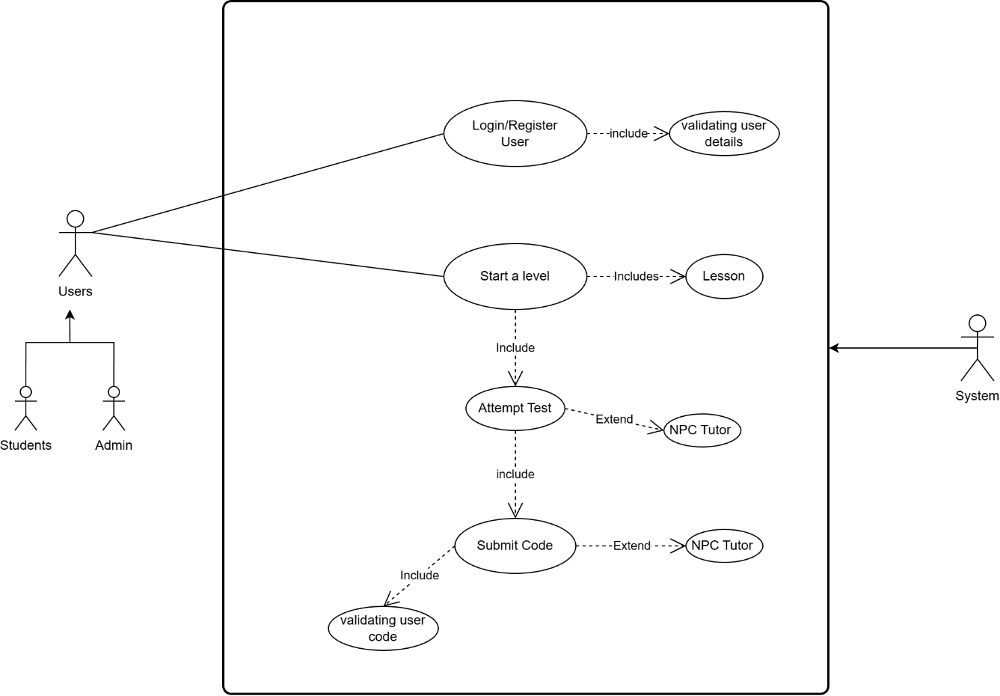 Login/Register
User
include
validating user
details
Users
Start a level
Includes
Lesson
Include
System
Attempt Test
Extend
NPC Tutor
Students
Admin
include
Submit Code
Extend
NPC Tutor
Include
validating user
code